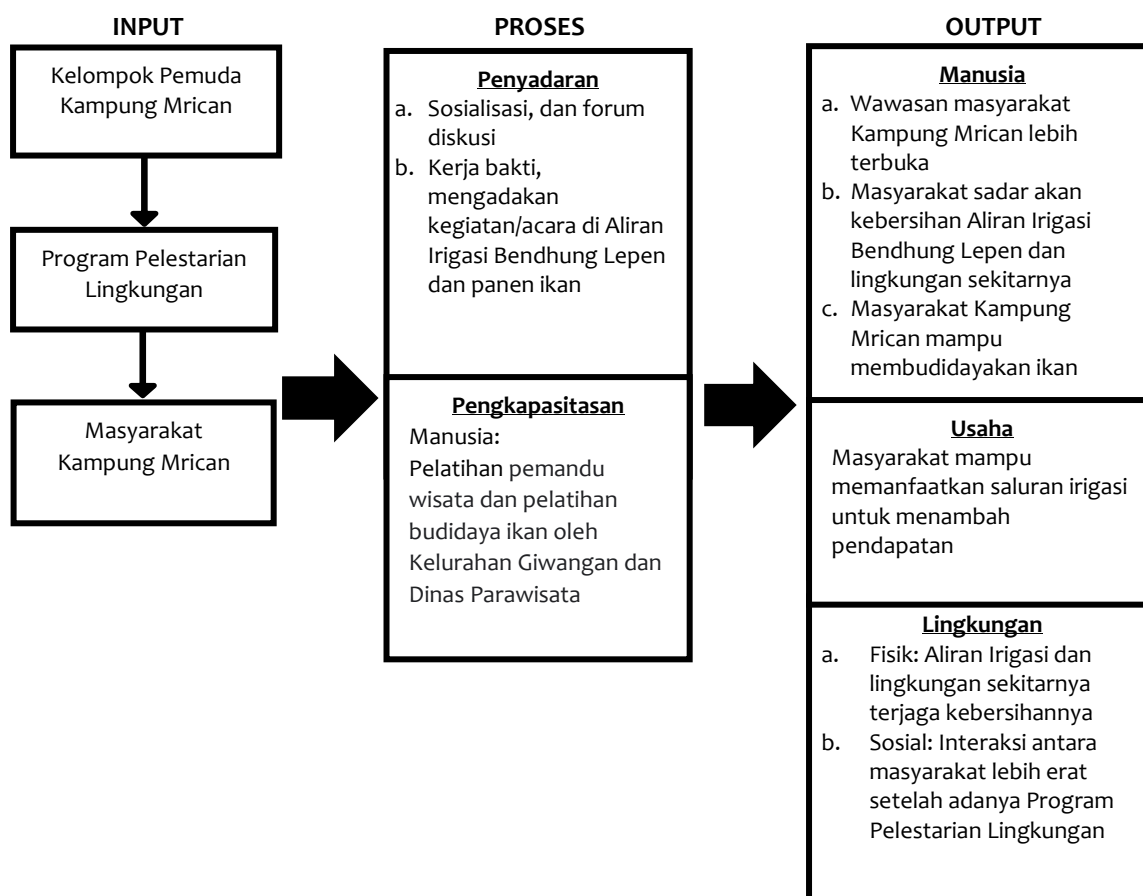 INPUT
Kelompok Pemuda
Kampung Mrican
Program Pelestarian
Lingkungan
Masyarakat
Kampung Mrican
PROSES
Penyadaran
a. Sosialisasi, dan forum
diskusi
b. Kerja bakti,
mengadakan
kegiatan/acara di Aliran
Irigasi Bendhung Lepen
dan panen ikan
Pengkapasitasan
Manusia:
Pelatihan pemandu
wisata dan pelatihan
budidaya ikan oleh
Kelurahan Giwangan dan
Dinas Parawisata
OUTPUT
Manusia
a. Wawasan masyarakat
Kampung Mrican lebih
terbuka
b. Masyarakat sadar akan
kebersihan Aliran Irigasi
Bendhung Lepen dan
lingkungan sekitarnya
c. Masyarakat Kampung
Mrican mampu
membudidayakan ikan
Usaha
Masyarakat mampu
memanfaatkan saluran irigasi
untuk menambah
pendapatan
Lingkungan
a. Fisik: Aliran Irigasi dan
lingkungan sekitarnya
terjaga kebersihannya
b. Sosial: Interaksi antara
masyarakat lebih erat
setelah adanya Program
Pelestarian Lingkungan